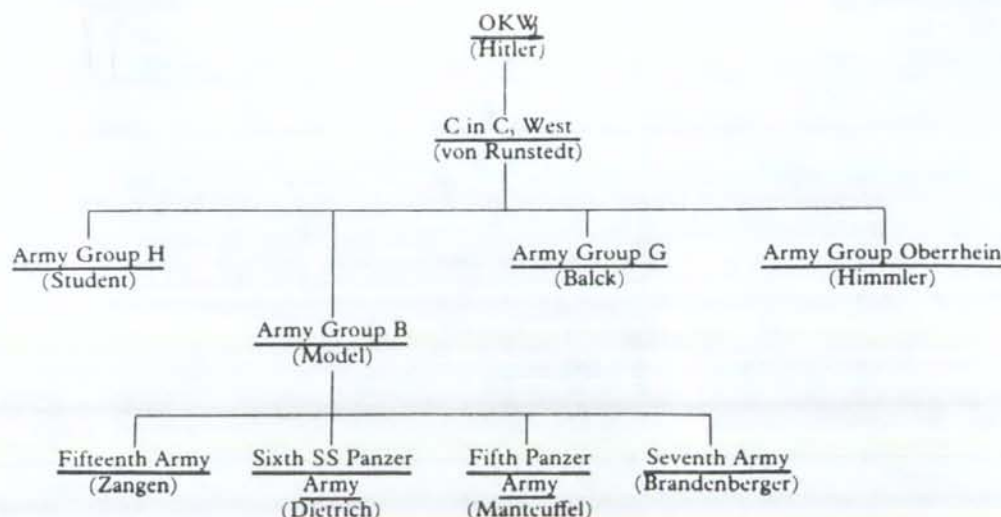 OKW
(Hitler)
C in C, West
(von Runstedt)
Army Group H
(Student)
Army Group G
(Balck)
Army Group Oberrhein
(Himmler)
Army Group B
(Model)
Fifteenth Army
(Zangen)
Sixth SS Panzer
Army
(Dietrich)
Fifth Panzer
Army
(Manteuffel)
Seventh Army
(Brandenberger)